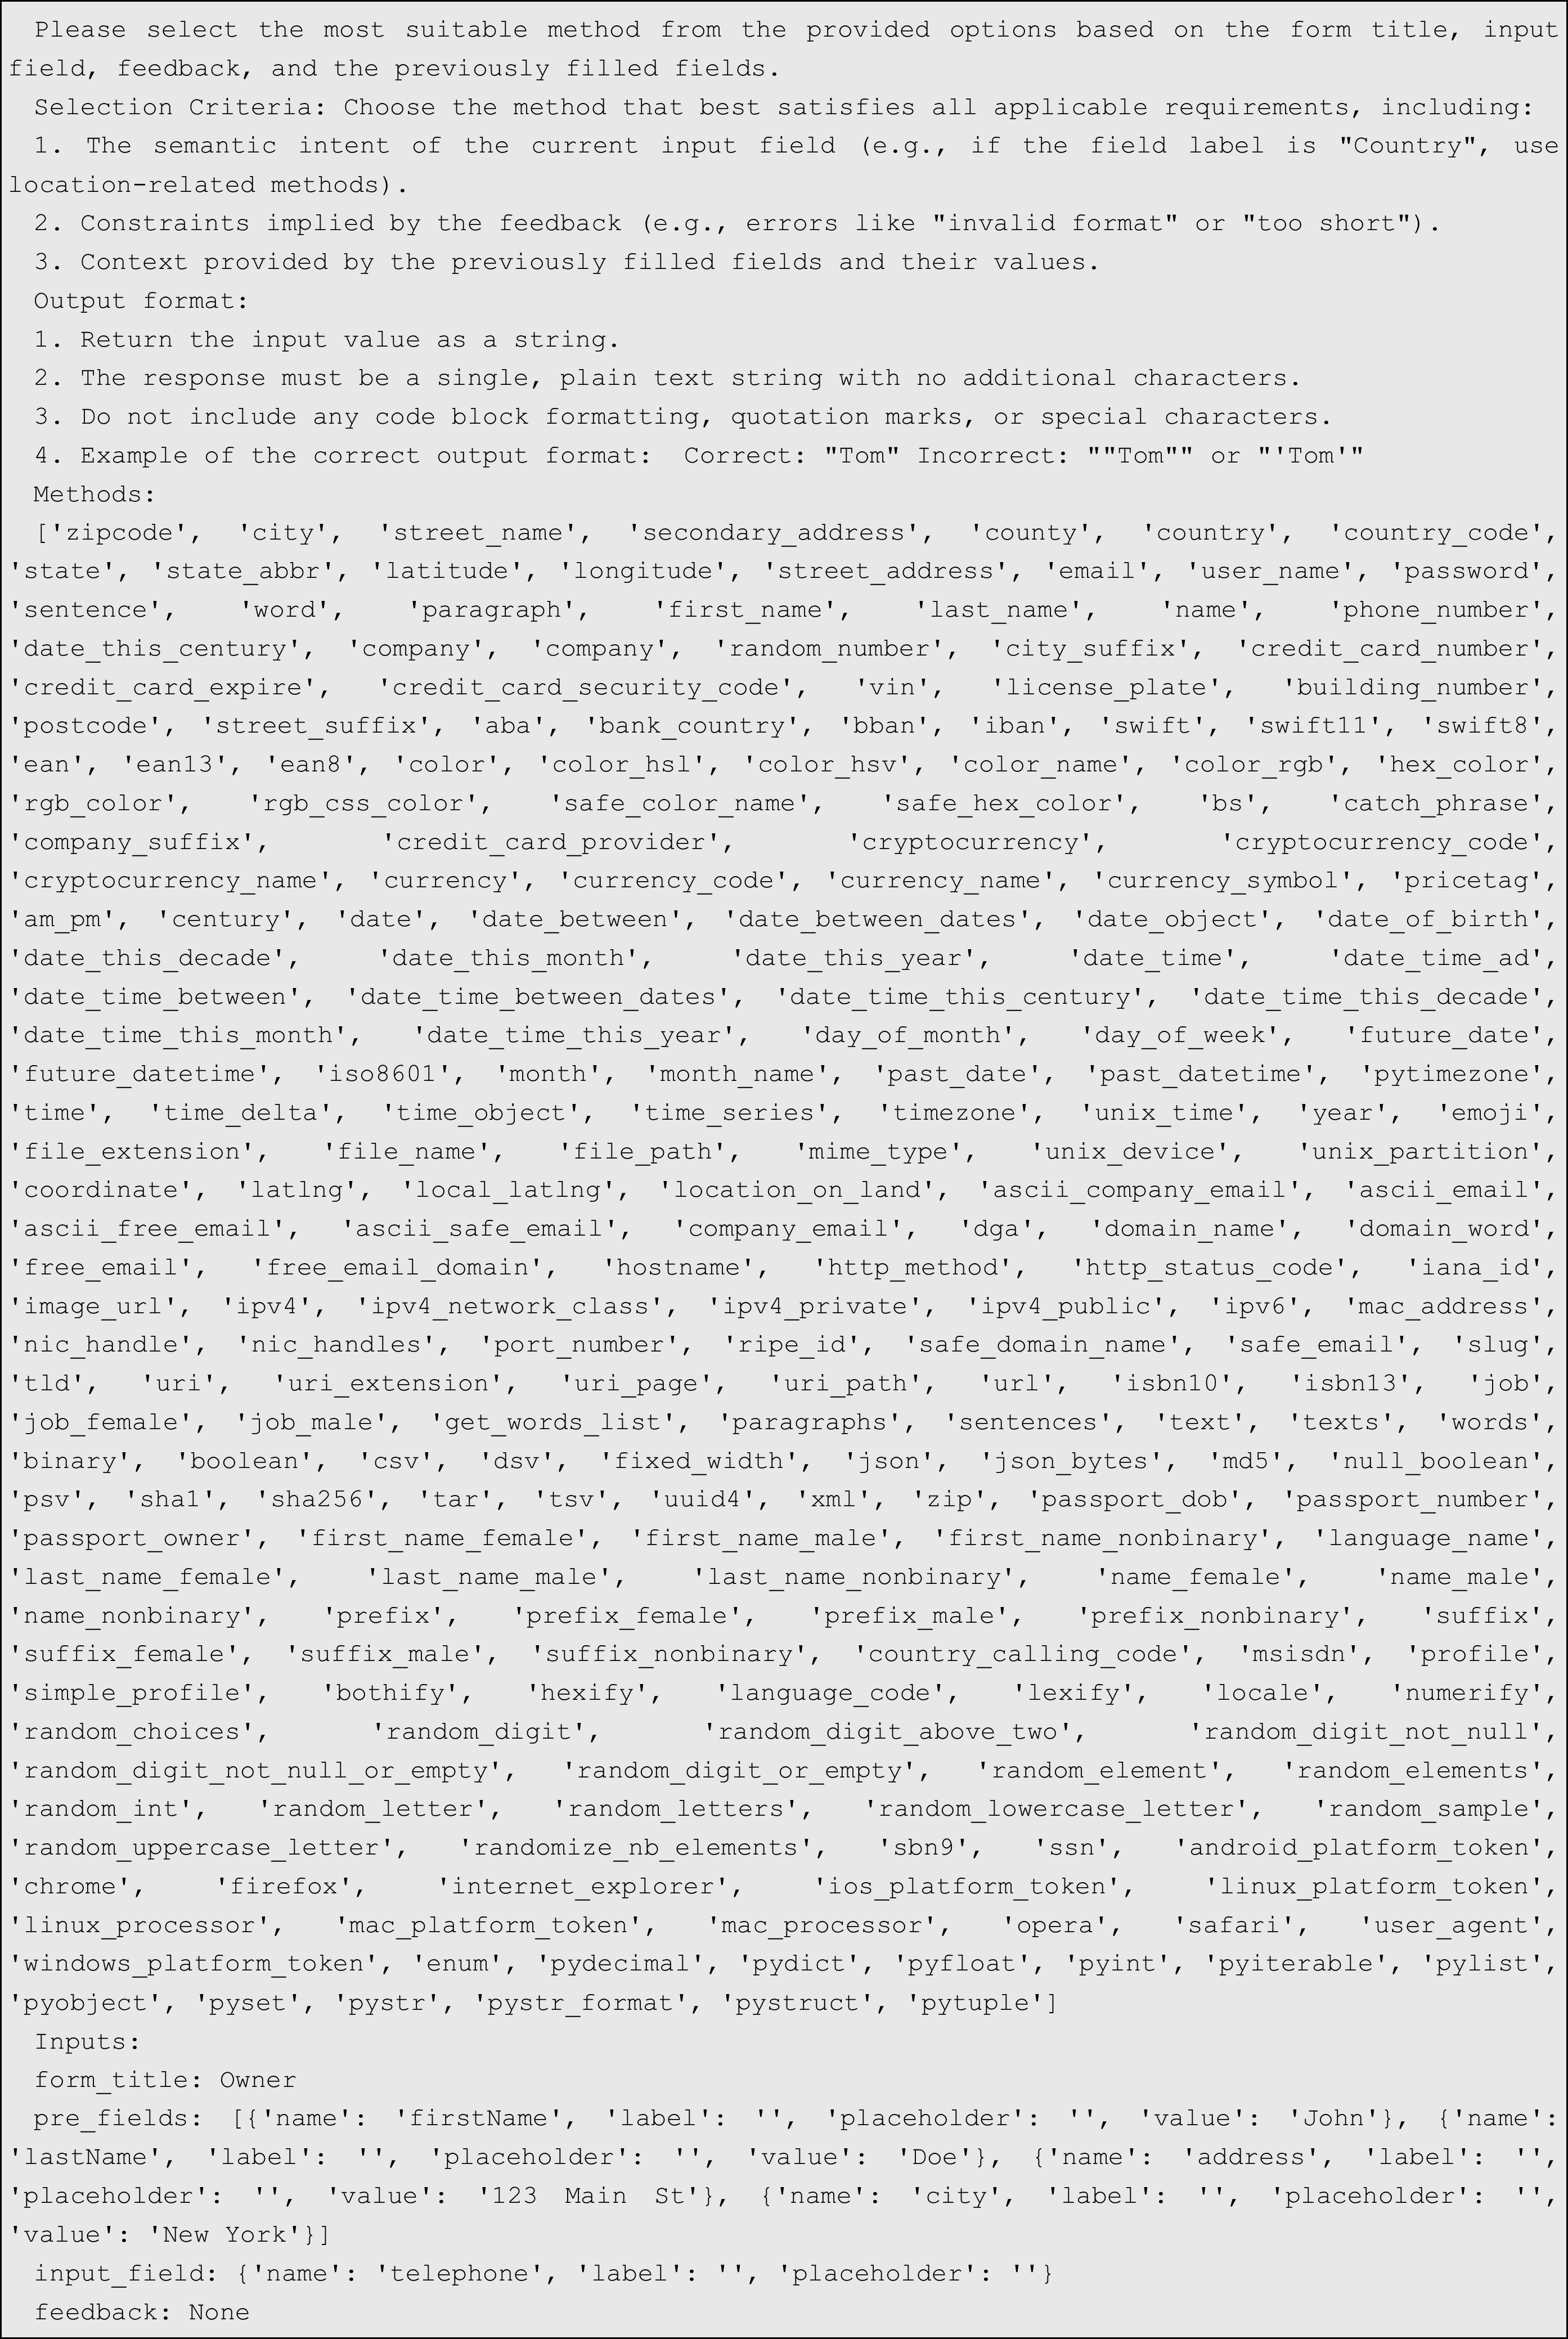 Please select the most suitable method from the provided options based on the form title, input
field, feedback, and the previously filled fields.
Selection Criteria: Choose the method that best satisfies all applicable requirements, including:
1. The semantic intent of the current input field (e.g., if the field label is "Country", use
location-related methods).
2. Constraints implied by the feedback (e.g., errors like "invalid format" or "too short").
3. Context provided by the previously filled fields and their values.
Output format:
1. Return the input value as a string.
2. The response must be a single, plain text string with no additional characters.
3. Do not include any code block formatting, quotation marks, or special characters.
4. Example of the correct output format: Correct: "Tom" Incorrect: ""Tom"" or "'Tom'"
Methods:
['zipcode', 'city', 'street_name', 'secondary_address', 'county', 'country', 'country_code',
'state', 'state_abbr', 'latitude', 'longitude', 'street_address', 'email', 'user_name', 'password',
'sentence', 'word', 'paragraph', 'first_name', 'last_name', 'name', 'phone_number',
'date_this_century', 'company', 'company', 'random_number', 'city_suffix', 'credit_card_number',
'credit_card_expire', 'credit_card_security_code', 'vin', 'license_plate', 'building_number',
'postcode', 'street_suffix', 'aba', 'bank_country', 'bban', 'iban', 'swift', 'swift11', 'swift8',
'ean', 'ean13', 'ean8', 'color', 'color_hsl', 'color_hsv', 'color_name', 'color_rgb', 'hex_color',
'rgb_color', 'rgb_css_color', 'safe_color_name', 'safe_hex_color', 'bs', 'catch_phrase',
'company_suffix', 'credit_card_provider', 'cryptocurrency', 'cryptocurrency_code',
'cryptocurrency_name', 'currency', 'currency_code', 'currency_name', 'currency_symbol', 'pricetag',
'am_pm', 'century', 'date', 'date_between', 'date_between_dates', 'date_object', 'date_of_birth',
'date_this_decade', 'date_this_month', 'date_this_year', 'date_time', 'date_time_ad',
'date_time_between', 'date_time_between_dates', 'date_time_this_century', 'date_time_this_decade',
'date_time_this_month', 'date_time_this_year', 'day_of_month', 'day_of_week', 'future_date',
'future_datetime', 'iso8601', 'month', 'month_name', 'past_date', 'past_datetime', 'pytimezone',
'time', 'time_delta', 'time_object', 'time_series', 'timezone', 'unix_time', 'year', 'emoji',
'file_extension', 'file_name', 'file_path', 'mime_type', 'unix_device', 'unix_partition',
'coordinate', 'latlng', 'local_latlng', 'location_on_land', 'ascii_company_email', 'ascii_email',
'ascii_free_email', 'ascii_safe_email', 'company_email', 'dga', 'domain_name', 'domain_word',
'free_email', 'free_email_domain', 'hostname', 'http_method', 'http_status_code', 'iana_id',
'image_url', 'ipv4', 'ipv4_network_class', 'ipv4_private', 'ipv4_public', 'ipv6', 'mac_address',
'nic_handle', 'nic_handles', 'port_number', 'ripe_id', 'safe_domain_name', 'safe_email', 'slug',
'tld', 'uri', 'uri_extension', 'uri_page', 'uri_path', 'url', 'isbn10', 'isbn13', 'job',
'job_female', 'job_male', 'get_words_list', 'paragraphs', 'sentences', 'text', 'texts', 'words',
'binary', 'boolean', 'csv', 'dsv', 'fixed_width', 'json', 'json_bytes', 'md5', 'null_boolean',
'psv', 'sha1', 'sha256', 'tar', 'tsv', 'uuid4', 'xml', 'zip', 'passport_dob', 'passport_number',
'passport_owner', 'first_name_female', 'first_name_male', 'first_name_nonbinary', 'language_name',
'last_name_female', 'last_name_male', 'last_name_nonbinary', 'name_female', 'name_male',
'name_nonbinary', 'prefix', 'prefix_female', 'prefix_male', 'prefix_nonbinary', 'suffix',
'suffix_female', 'suffix_male', 'suffix_nonbinary', 'country_calling_code', 'msisdn', 'profile',
'simple_profile', 'bothify', 'hexify', 'language_code', 'lexify', 'locale', 'numerify',
'random_choices', 'random_digit', 'random_digit_above_two', 'random_digit_not_null',
'random_digit_not_null_or_empty', 'random_digit_or_empty', 'random_element', 'random_elements',
'random_int', 'random_letter', 'random_letters', 'random_lowercase_letter', 'random_sample',
'random_uppercase_letter', 'randomize_nb_elements', 'sbn9', 'ssn', 'android_platform_token',
'chrome', 'firefox', 'internet_explorer', 'ios_platform_token', 'linux_platform_token',
'linux_processor', 'mac_platform_token', 'mac_processor', 'opera', 'safari', 'user_agent',
'windows_platform_token', 'enum', 'pydecimal', 'pydict', 'pyfloat', 'pyint', 'pyiterable', 'pylist',
'pyobject', 'pyset', 'pystr', 'pystr_format', 'pystruct', 'pytuple']
Inputs:
form_title: Owner
pre_fields: [{'name': 'firstName', 'label': '', 'placeholder': '', 'value': 'John'}, {'name':
'lastName', 'label': '', 'placeholder': '', 'value': 'Doe'}, {'name': 'address', 'label': '',
'placeholder': '', 'value': '123 Main St'}, {'name': 'city', 'label': '', 'placeholder': '',
'value': 'New York'}]
input_field: {'name': 'telephone', 'label': '', 'placeholder': ''}
feedback: None